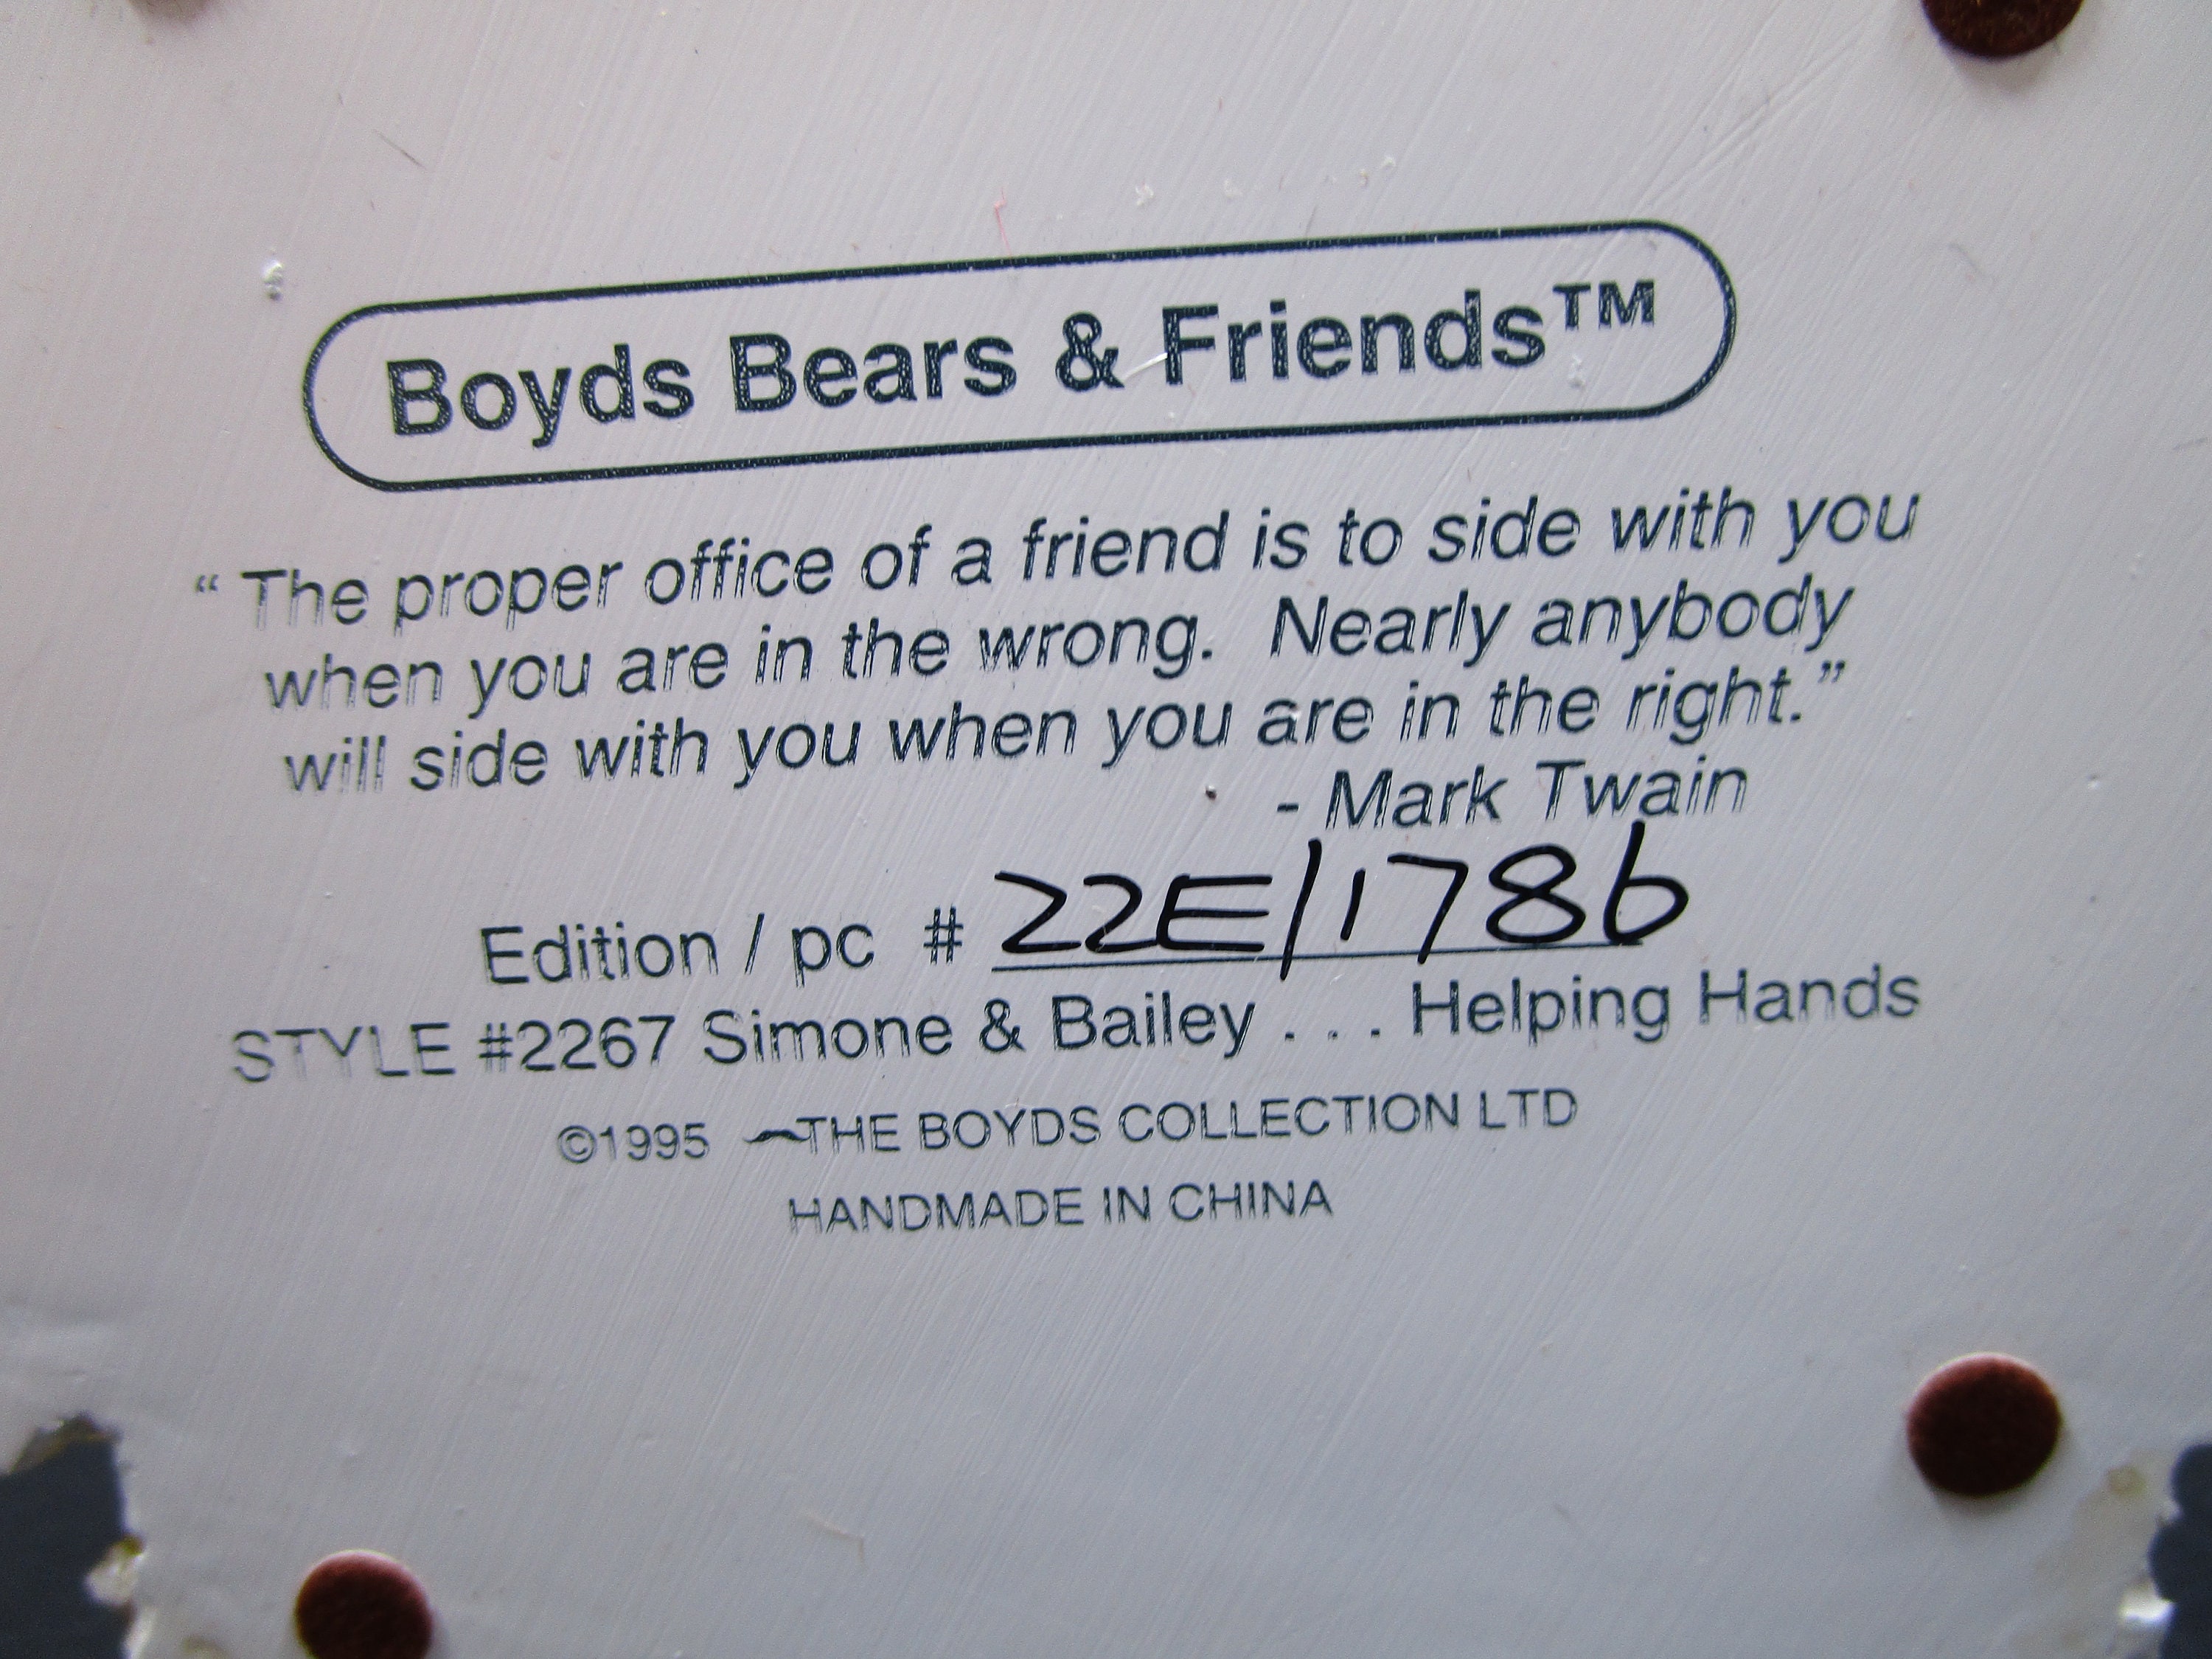 Boyds Bears & Friends™
“ The proper office of a friend is to side with you
when you are in the wrong. Nearly anybody
will side with you when you are in the right.”
- Mark Twain
Edition / pc # 22E/1786
STYLE #2267 Simone & Bailey . . . Helping Hands
©1995 THE BOYDS COLLECTION LTD
HANDMADE IN CHINA